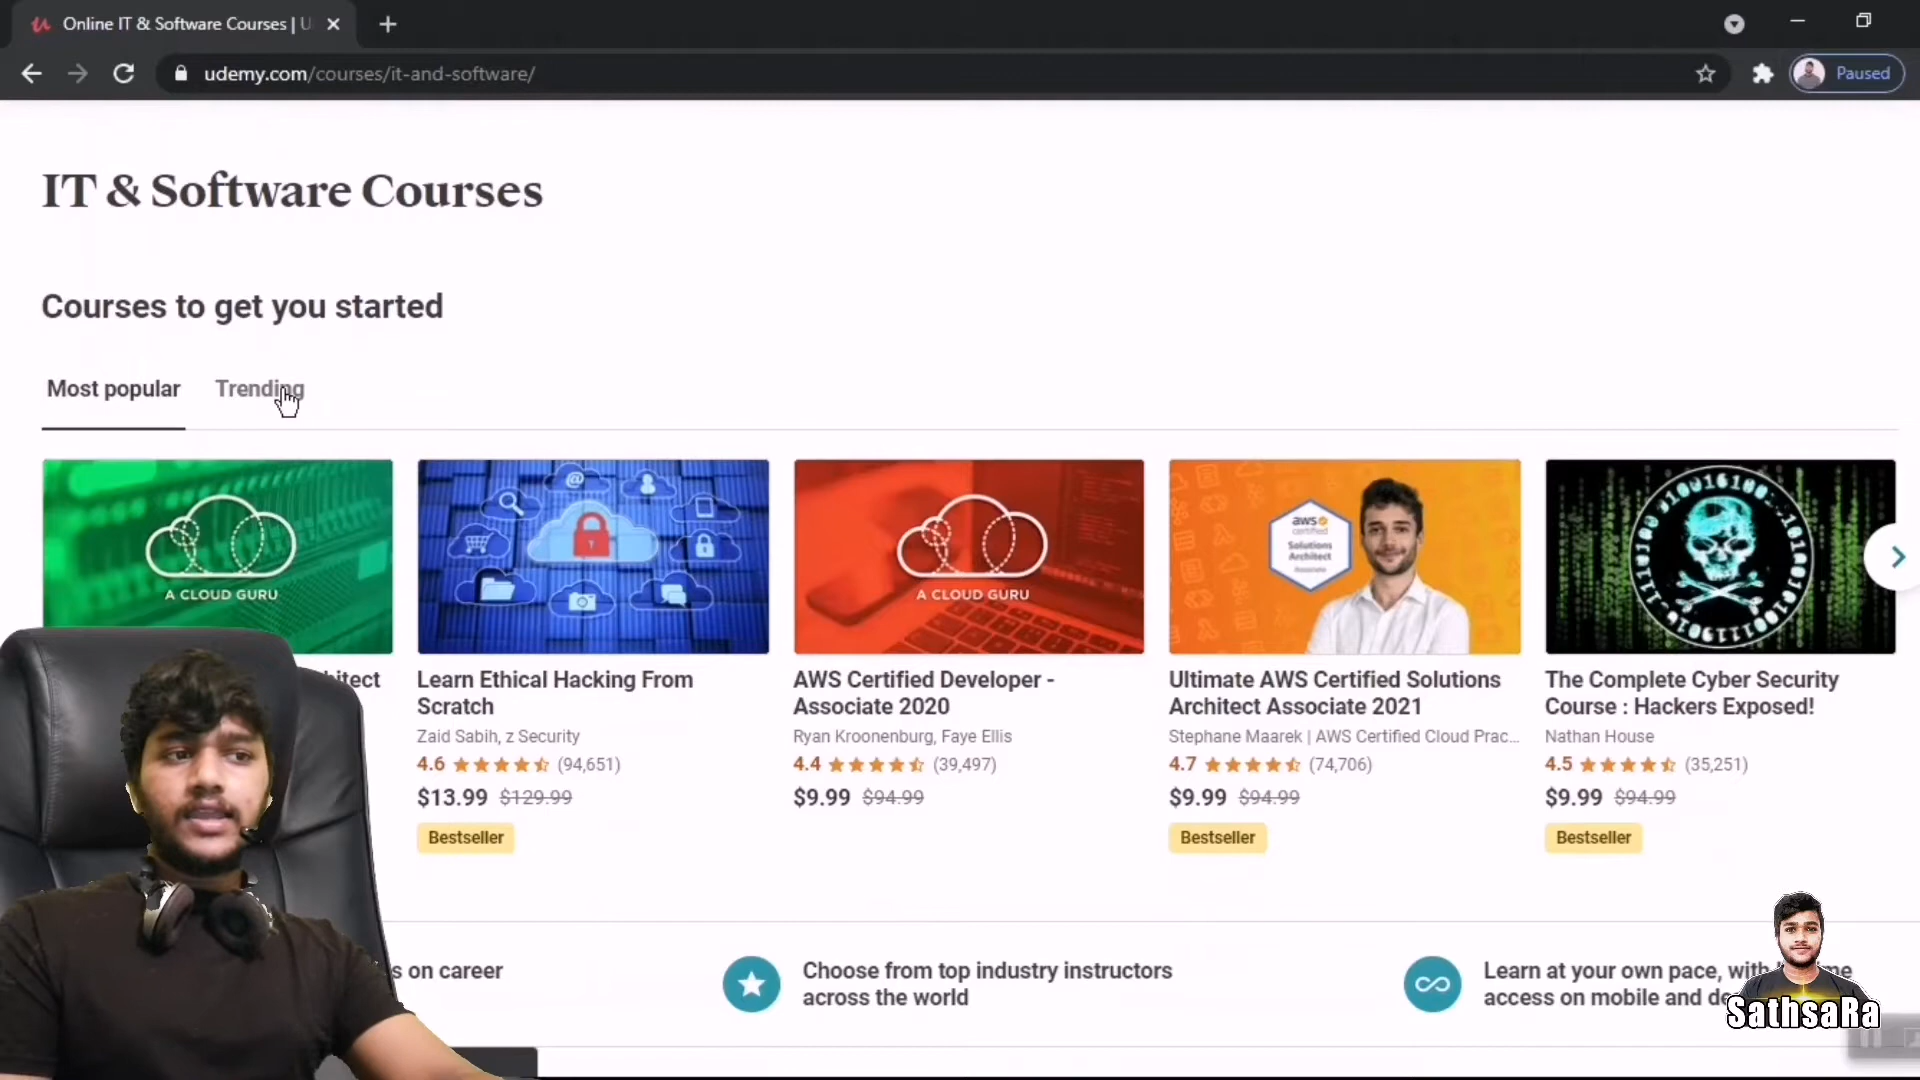 Online IT & Software Courses | U
udemy.com/courses/it-and-software/
Paused
IT & Software Courses
Courses to get you started
Most popular
Trending
A CLOUD GURU
A CLOUD GURU
aws
certified
Solutions
Architect
Associate
Learn Ethical Hacking From
Scratch
Zaid Sabih, z Security
4.6 (94,651)
$13.99 $129.99
Bestseller
AWS Certified Developer -
Associate 2020
Ryan Kroonenburg, Faye Ellis
4.4 (39,497)
$9.99 $94.99
Ultimate AWS Certified Solutions
Architect Associate 2021
Stephane Maarek | AWS Certified Cloud Prac...
4.7 (74,706)
$9.99 $94.99
Bestseller
The Complete Cyber Security
Course : Hackers Exposed!
Nathan House
4.5 (35,251)
$9.99 $94.99
Bestseller
s on career
Choose from top industry instructors
across the world
Learn at your own pace, with
access on mobile and
SathsaRa